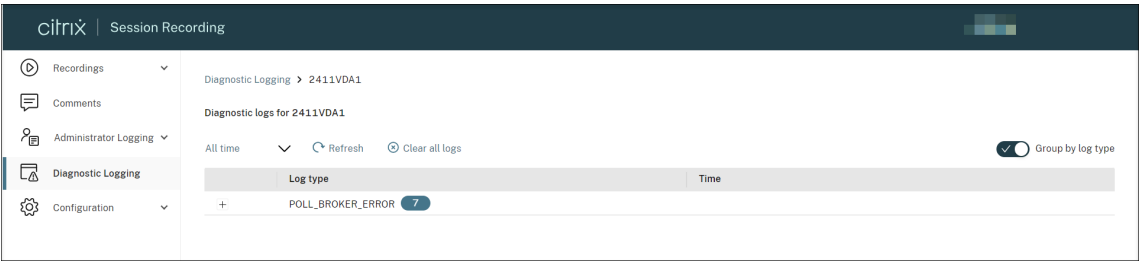 citrix | Session Recording
Recordings
Comments
Administrator Logging
Diagnostic Logging
Configuration
Diagnostic Logging > 2411VDA1
Diagnostic logs for 2411VDA1
All time Refresh Clear all logs Group by log type
Log type Time
+ POLL_BROKER_ERROR 7